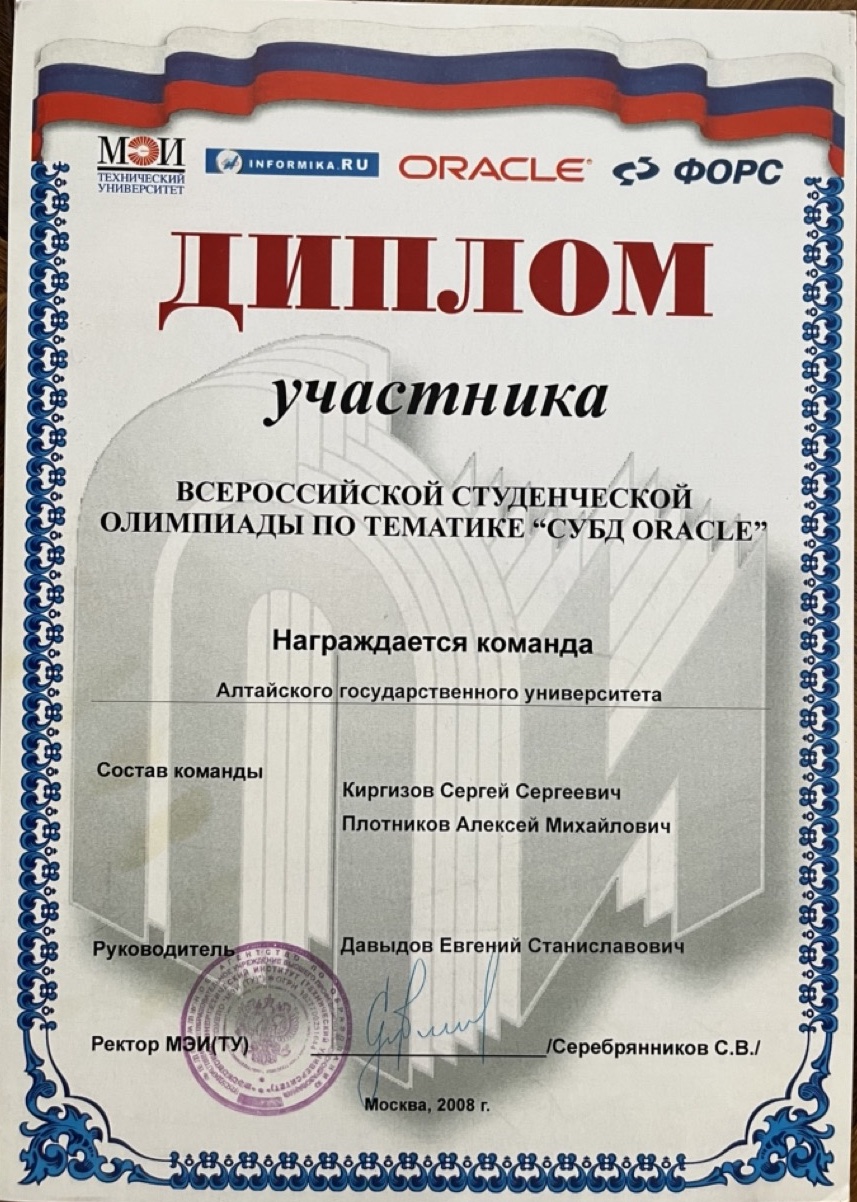 МЭИ
ТЕХНИЧЕСКИЙ
УНИВЕРСИТЕТ
INFORMIKA.RU
ORACLE®
ФОРС
ДИПЛОМ
участника
ВСЕРОССИЙСКОЙ СТУДЕНЧЕСКОЙ
ОЛИМПИАДЫ ПО ТЕМАТИКЕ “СУБД ORACLE”
Награждается команда
Алтайского государственного университета
Состав команды
Киргизов Сергей Сергеевич
Плотников Алексей Михайлович
Руководитель
Давыдов Евгений Станиславович
Ректор МЭИ(ТУ)
/Серебрянников С.В./
Москва, 2008 г.